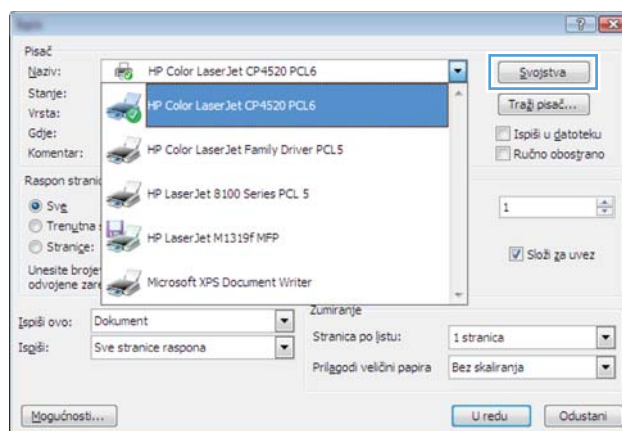 Pisač
Naziv: HP Color LaserJet CP4520 PCL6 Svojstva
Stanje: HP Color LaserJet CP4520 PCL6 Traži pisač...
Vrsta:
Gdje: Ispiši u datoteku
Komentar: HP Color LaserJet Family Driver PCL5 Ručno obostrano
Raspon stranic
HP LaserJet 8100 Series PCL 5
Sve 1
Trenutna HP LaserJet M1319f MFP
Stranice: Složi za uvez
Unesite broje
odvojene zare Microsoft XPS Document Writer
Zumiranje
Ispiši ovo: Dokument Stranica po listu: 1 stranica
Ispiši: Sve stranice raspona
Prilagodi veličini papira Bez skaliranja
Mogućnosti... U redu Odustani